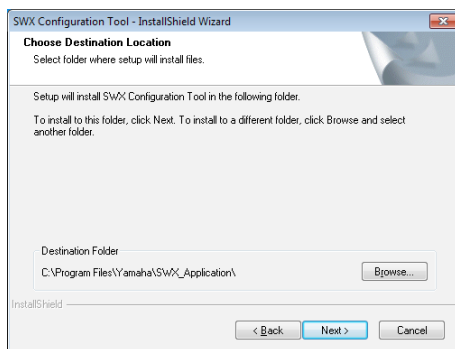 SWX Configuration Tool - InstallShield Wizard
Choose Destination Location
Select folder where setup will install files.
Setup will install SWX Configuration Tool in the following folder.
To install to this folder, click Next. To install to a different folder, click Browse and select
another folder.
Destination Folder
C:\Program Files\Yamaha\SWX_Application\
Browse...
InstallShield
< Back
Next >
Cancel